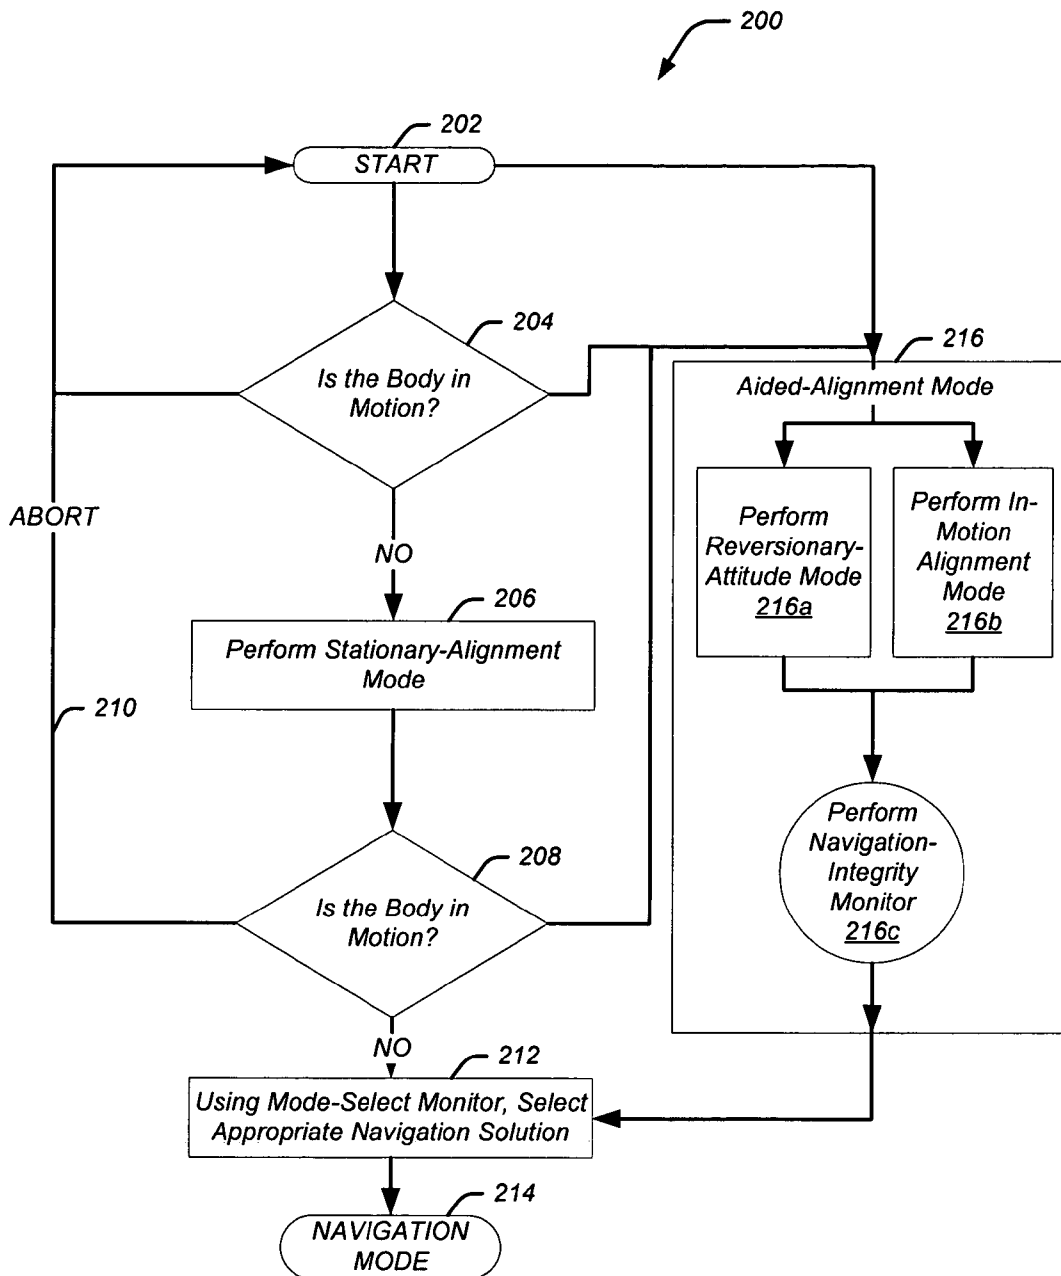 200
202
START
204
Is the Body in
Motion?
216
Aided-Alignment Mode
ABORT
NO
Perform
Reversionary-
Attitude Mode
216a
Perform In-
Motion
Alignment
Mode
216b
206
Perform Stationary-Alignment
Mode
210
208
Is the Body in
Motion?
Perform
Navigation-
Integrity
Monitor
216c
NO
212
Using Mode-Select Monitor, Select
Appropriate Navigation Solution
214
NAVIGATION
MODE